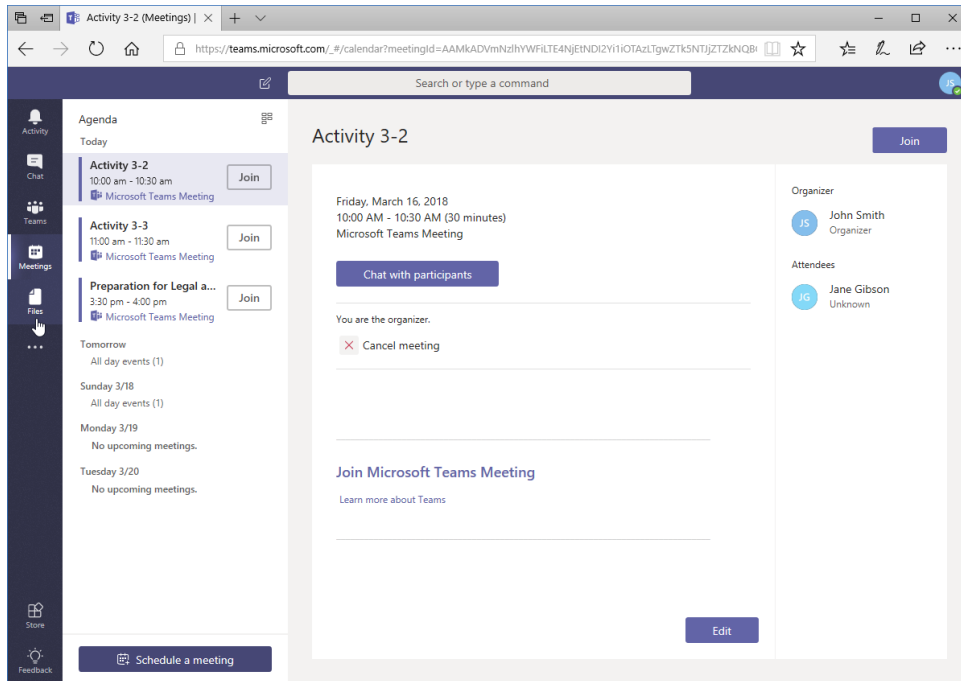 Activity 3-2 (Meetings) |
https://teams.microsoft.com/_#/calendar?meetingId=
Search or type a command
JS
Activity
Chat
Teams
Meetings
Files
Store
Feedback
Agenda
Today
Activity 3-2
10:00 am - 10:30 am
Microsoft Teams Meeting
Join
Activity 3-3
11:00 am - 11:30 am
Microsoft Teams Meeting
Join
Preparation for Legal a...
3:30 pm - 4:00 pm
Microsoft Teams Meeting
Join
Tomorrow
All day events (1)
Sunday 3/18
All day events (1)
Monday 3/19
No upcoming meetings.
Tuesday 3/20
No upcoming meetings.
Schedule a meeting
Activity 3-2
Join
Friday, March 16, 2018
10:00 AM - 10:30 AM (30 minutes)
Microsoft Teams Meeting
Chat with participants
You are the organizer.
Cancel meeting
Join Microsoft Teams Meeting
Learn more about Teams
Edit
Organizer
JS
John Smith
Organizer
Attendees
JG
Jane Gibson
Unknown